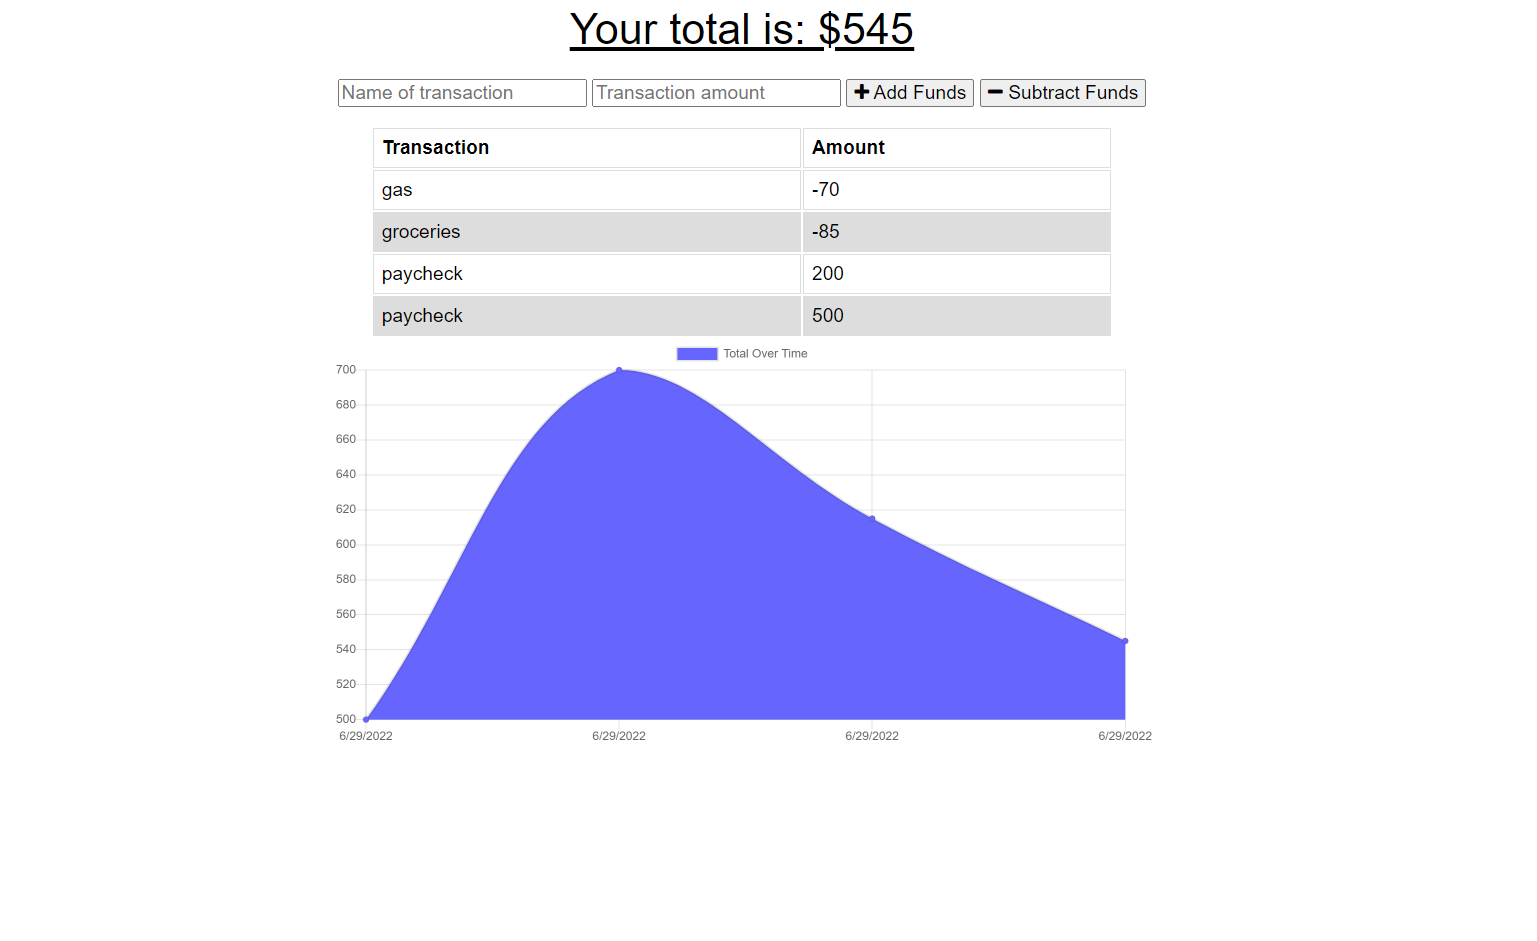 Your total is: $545
Name of transaction Transaction amount Add Funds Subtract Funds
Transaction Amount
gas -70
groceries -85
paycheck 200
paycheck 500
Total Over Time
700
680
660
640
620
600
580
560
540
520
500
6/29/2022 6/29/2022 6/29/2022 6/29/2022